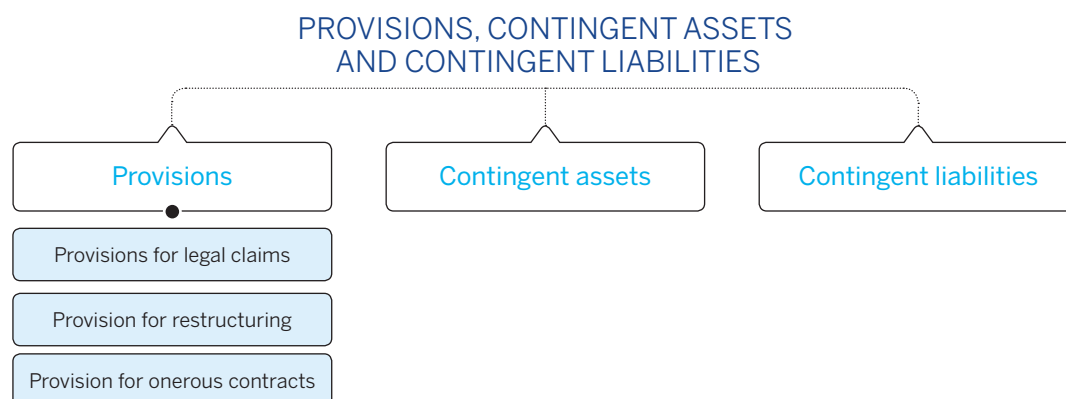 PROVISIONS, CONTINGENT ASSETS
AND CONTINGENT LIABILITIES
Provisions
Contingent assets
Contingent liabilities
Provisions for legal claims
Provision for restructuring
Provision for onerous contracts